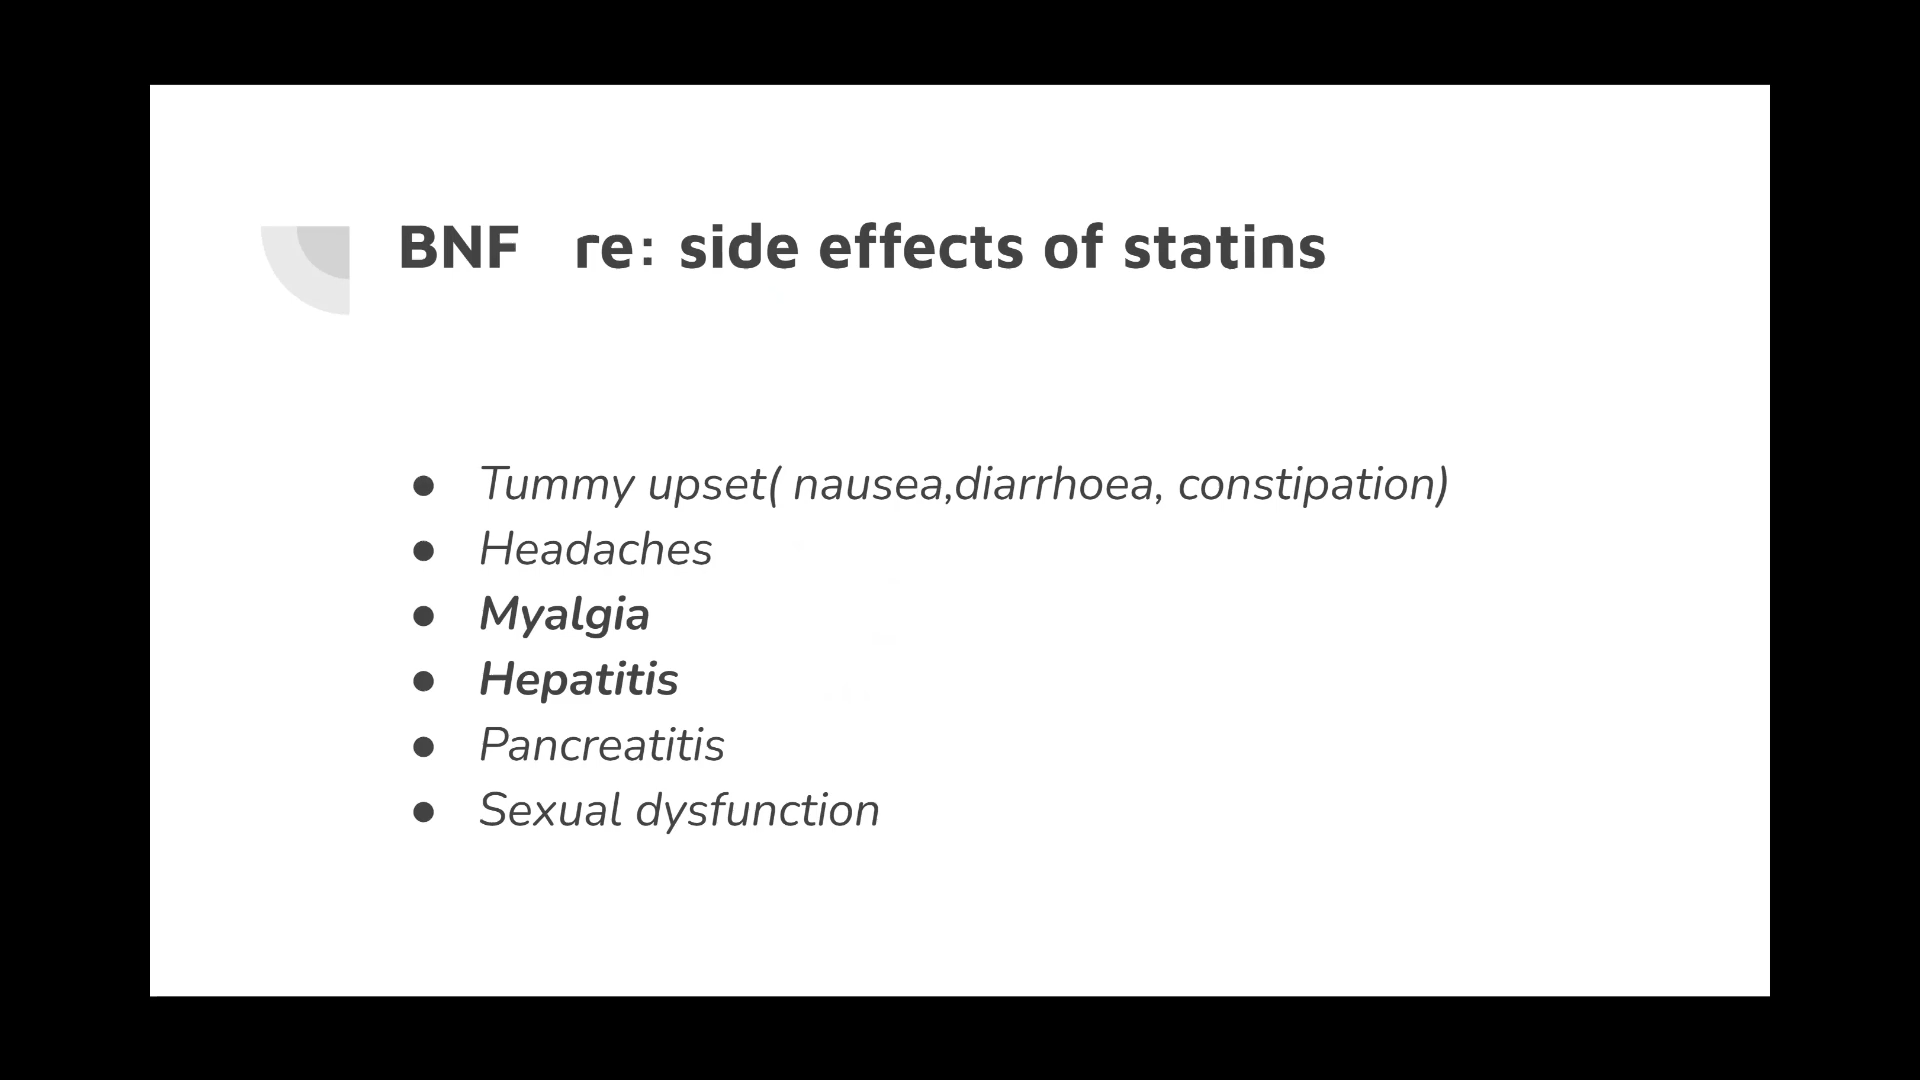 BNF   re: side effects of statins
● Tummy upset( nausea,diarrhoea, constipation)
● Headaches
● Myalgia
● Hepatitis
● Pancreatitis
● Sexual dysfunction